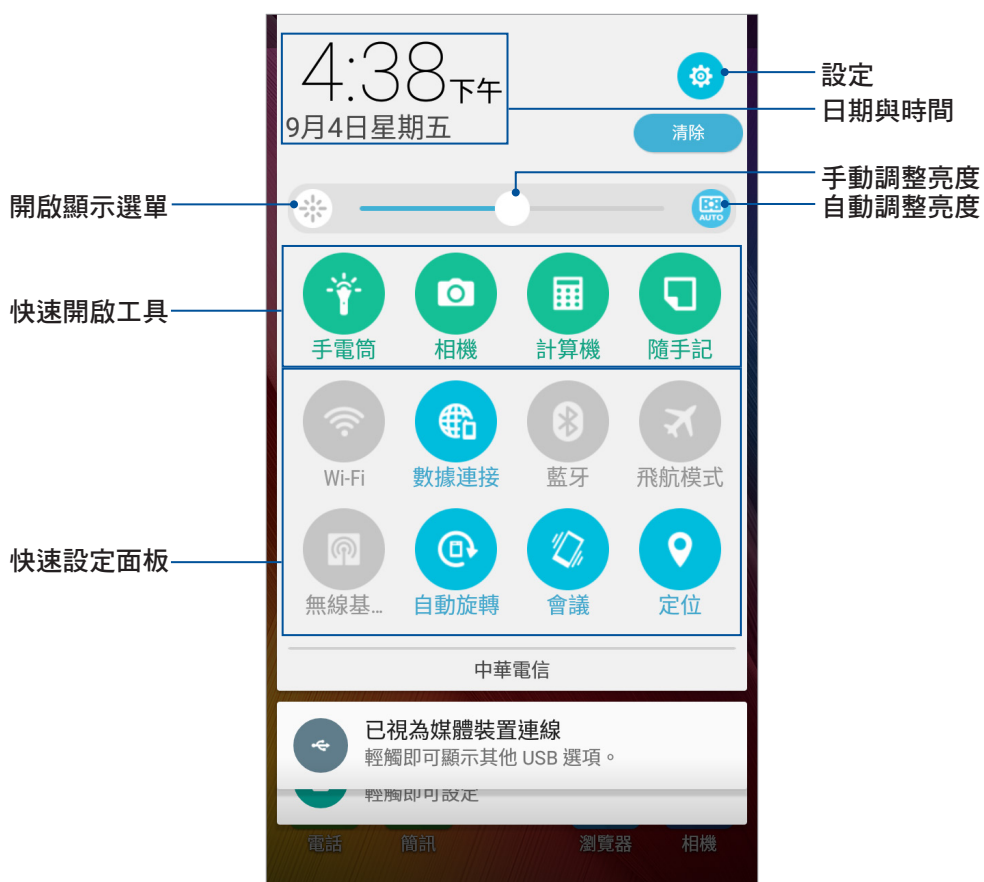 4:38下午
9月4日星期五
設定
日期與時間
清除
手動調整亮度
自動調整亮度
開啟顯示選單
AUTO
快速開啟工具
手電筒 相機 計算機 隨手記
Wi-Fi 數據連接 藍牙 飛航模式
快速設定面板
無線基... 自動旋轉 會議 定位
中華電信
已視為媒體裝置連線
輕觸即可顯示其他 USB 選項。
輕觸即可設定
電話 簡訊 瀏覽器 相機